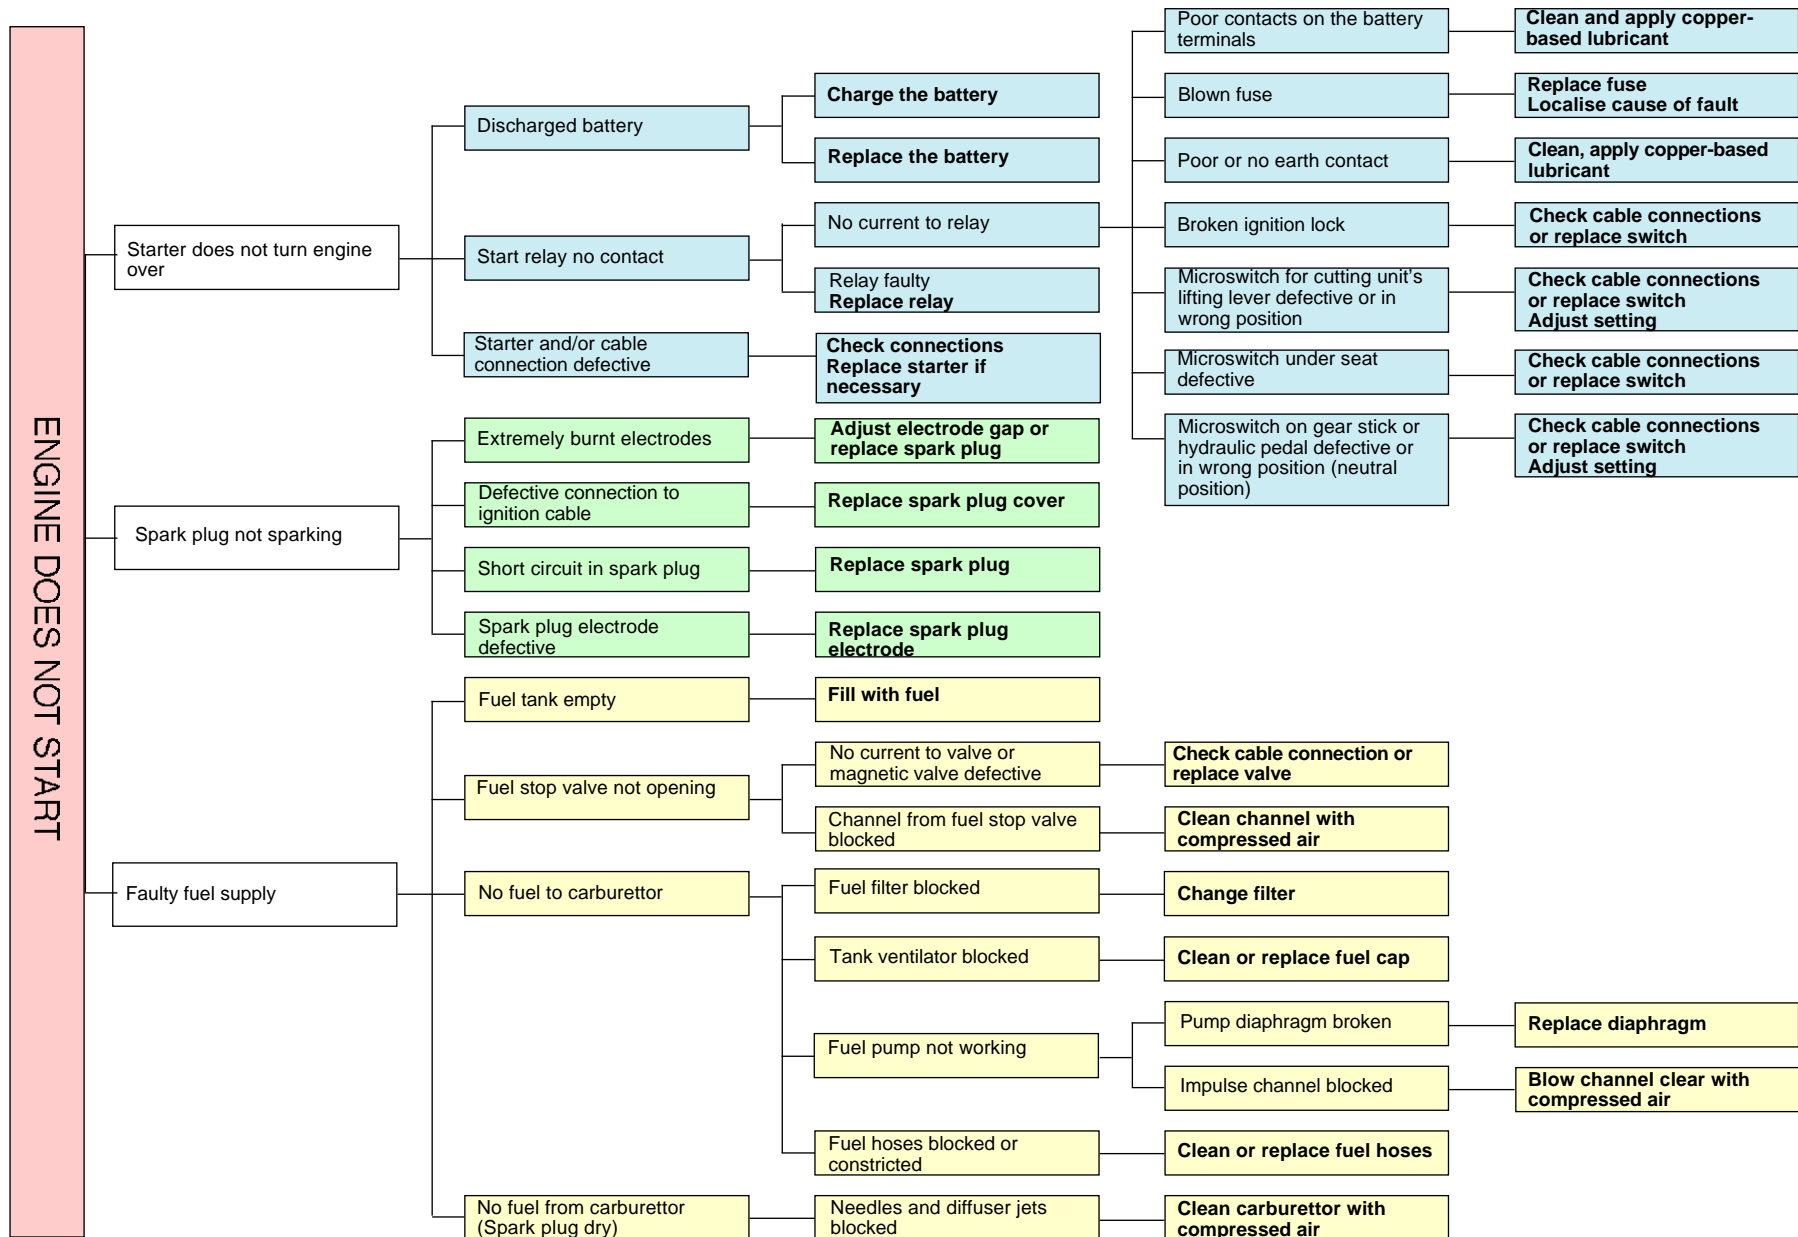 ENGINE DOES NOT START
Starter does not turn engine
over
Discharged battery
Charge the battery
Replace the battery
Start relay no contact
No current to relay
Poor contacts on the battery
terminals
Clean and apply copper-
based lubricant
Blown fuse
Replace fuse
Localise cause of fault
Poor or no earth contact
Clean, apply copper-based
lubricant
Broken ignition lock
Check cable connections
or replace switch
Microswitch for cutting unit's
lifting lever defective or in
wrong position
Check cable connections
or replace switch
Adjust setting
Microswitch under seat
defective
Check cable connections
or replace switch
Microswitch on gear stick or
hydraulic pedal defective or
in wrong position (neutral
position)
Check cable connections
or replace switch
Adjust setting
Relay faulty
Replace relay
Starter and/or cable
connection defective
Check connections
Replace starter if
necessary
Spark plug not sparking
Extremely burnt electrodes
Adjust electrode gap or
replace spark plug
Defective connection to
ignition cable
Replace spark plug cover
Short circuit in spark plug
Replace spark plug
Spark plug electrode
defective
Replace spark plug
electrode
Faulty fuel supply
Fuel tank empty
Fill with fuel
Fuel stop valve not opening
No current to valve or
magnetic valve defective
Check cable connection or
replace valve
Channel from fuel stop valve
blocked
Clean channel with
compressed air
No fuel to carburettor
Fuel filter blocked
Change filter
Tank ventilator blocked
Clean or replace fuel cap
Fuel pump not working
Pump diaphragm broken
Replace diaphragm
Impulse channel blocked
Blow channel clear with
compressed air
Fuel hoses blocked or
constricted
Clean or replace fuel hoses
No fuel from carburettor
(Spark plug dry)
Needles and diffuser jets
blocked
Clean carburettor with
compressed air